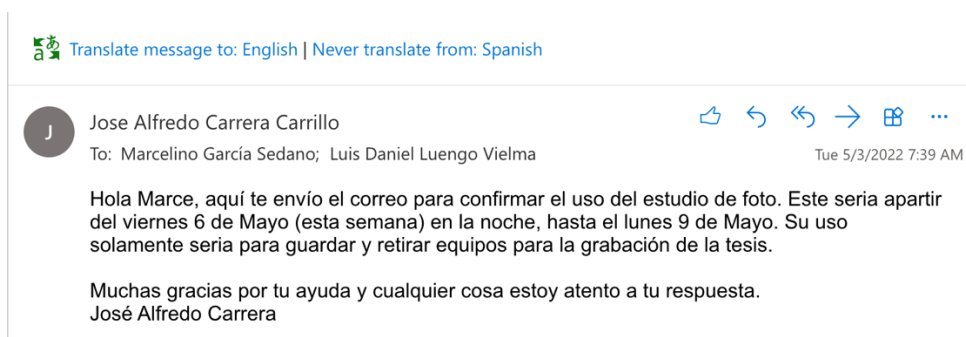 Translate message to: English | Never translate from: Spanish
J
Jose Alfredo Carrera Carrillo
To: Marcelino García Sedano; Luis Daniel Luengo Vielma
Tue 5/3/2022 7:39 AM
Hola Marce, aquí te envío el correo para confirmar el uso del estudio de foto. Este seria apartir
del viernes 6 de Mayo (esta semana) en la noche, hasta el lunes 9 de Mayo. Su uso
solamente seria para guardar y retirar equipos para la grabación de la tesis.
Muchas gracias por tu ayuda y cualquier cosa estoy atento a tu respuesta.
José Alfredo Carrera